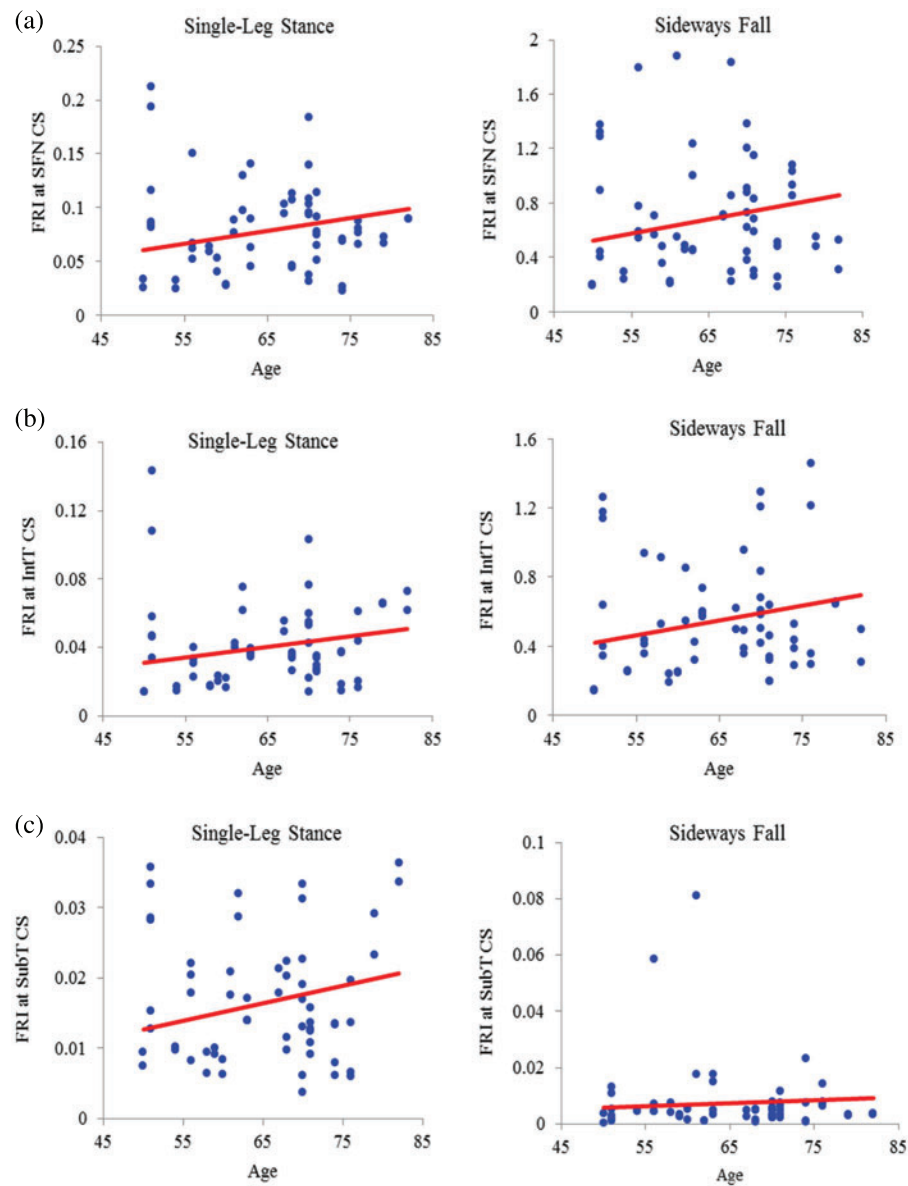 (a)
Single-Leg Stance
FRI at SFN CS
0.25
0.2
0.15
0.1
0.05
0
45 55 65 75 85
Age
Sideways Fall
FRI at SFN CS
2
1.6
1.2
0.8
0.4
0
45 55 65 75 85
Age
(b)
Single-Leg Stance
FRI at IntT CS
0.16
0.12
0.08
0.04
0
45 55 65 75 85
Age
Sideways Fall
FRI at IntT CS
1.6
1.2
0.8
0.4
0
45 55 65 75 85
Age
(c)
Single-Leg Stance
FRI at SubT CS
0.04
0.03
0.02
0.01
0
45 55 65 75 85
Age
Sideways Fall
FRI at SubT CS
0.1
0.08
0.06
0.04
0.02
0
45 55 65 75 85
Age